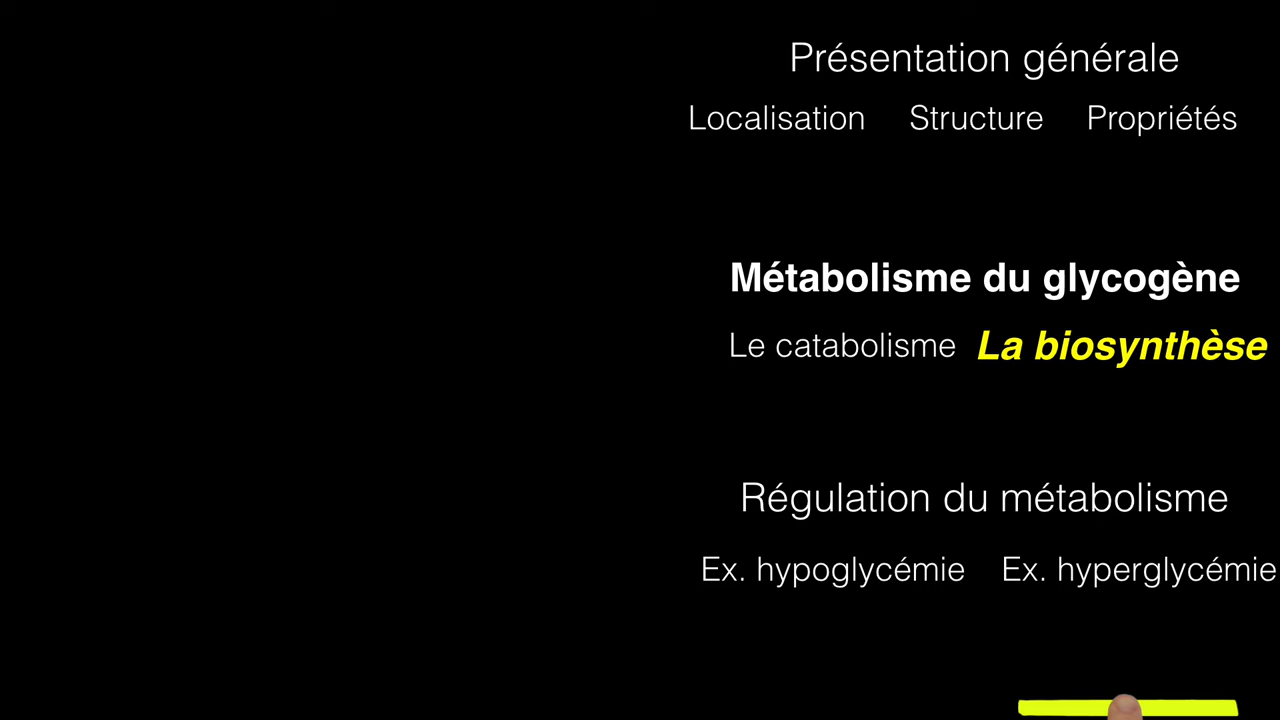 Présentation générale
Localisation Structure Propriétés
Métabolisme du glycogène
Le catabolisme La biosynthèse
Régulation du métabolisme
Ex. hypoglycémie Ex. hyperglycémie